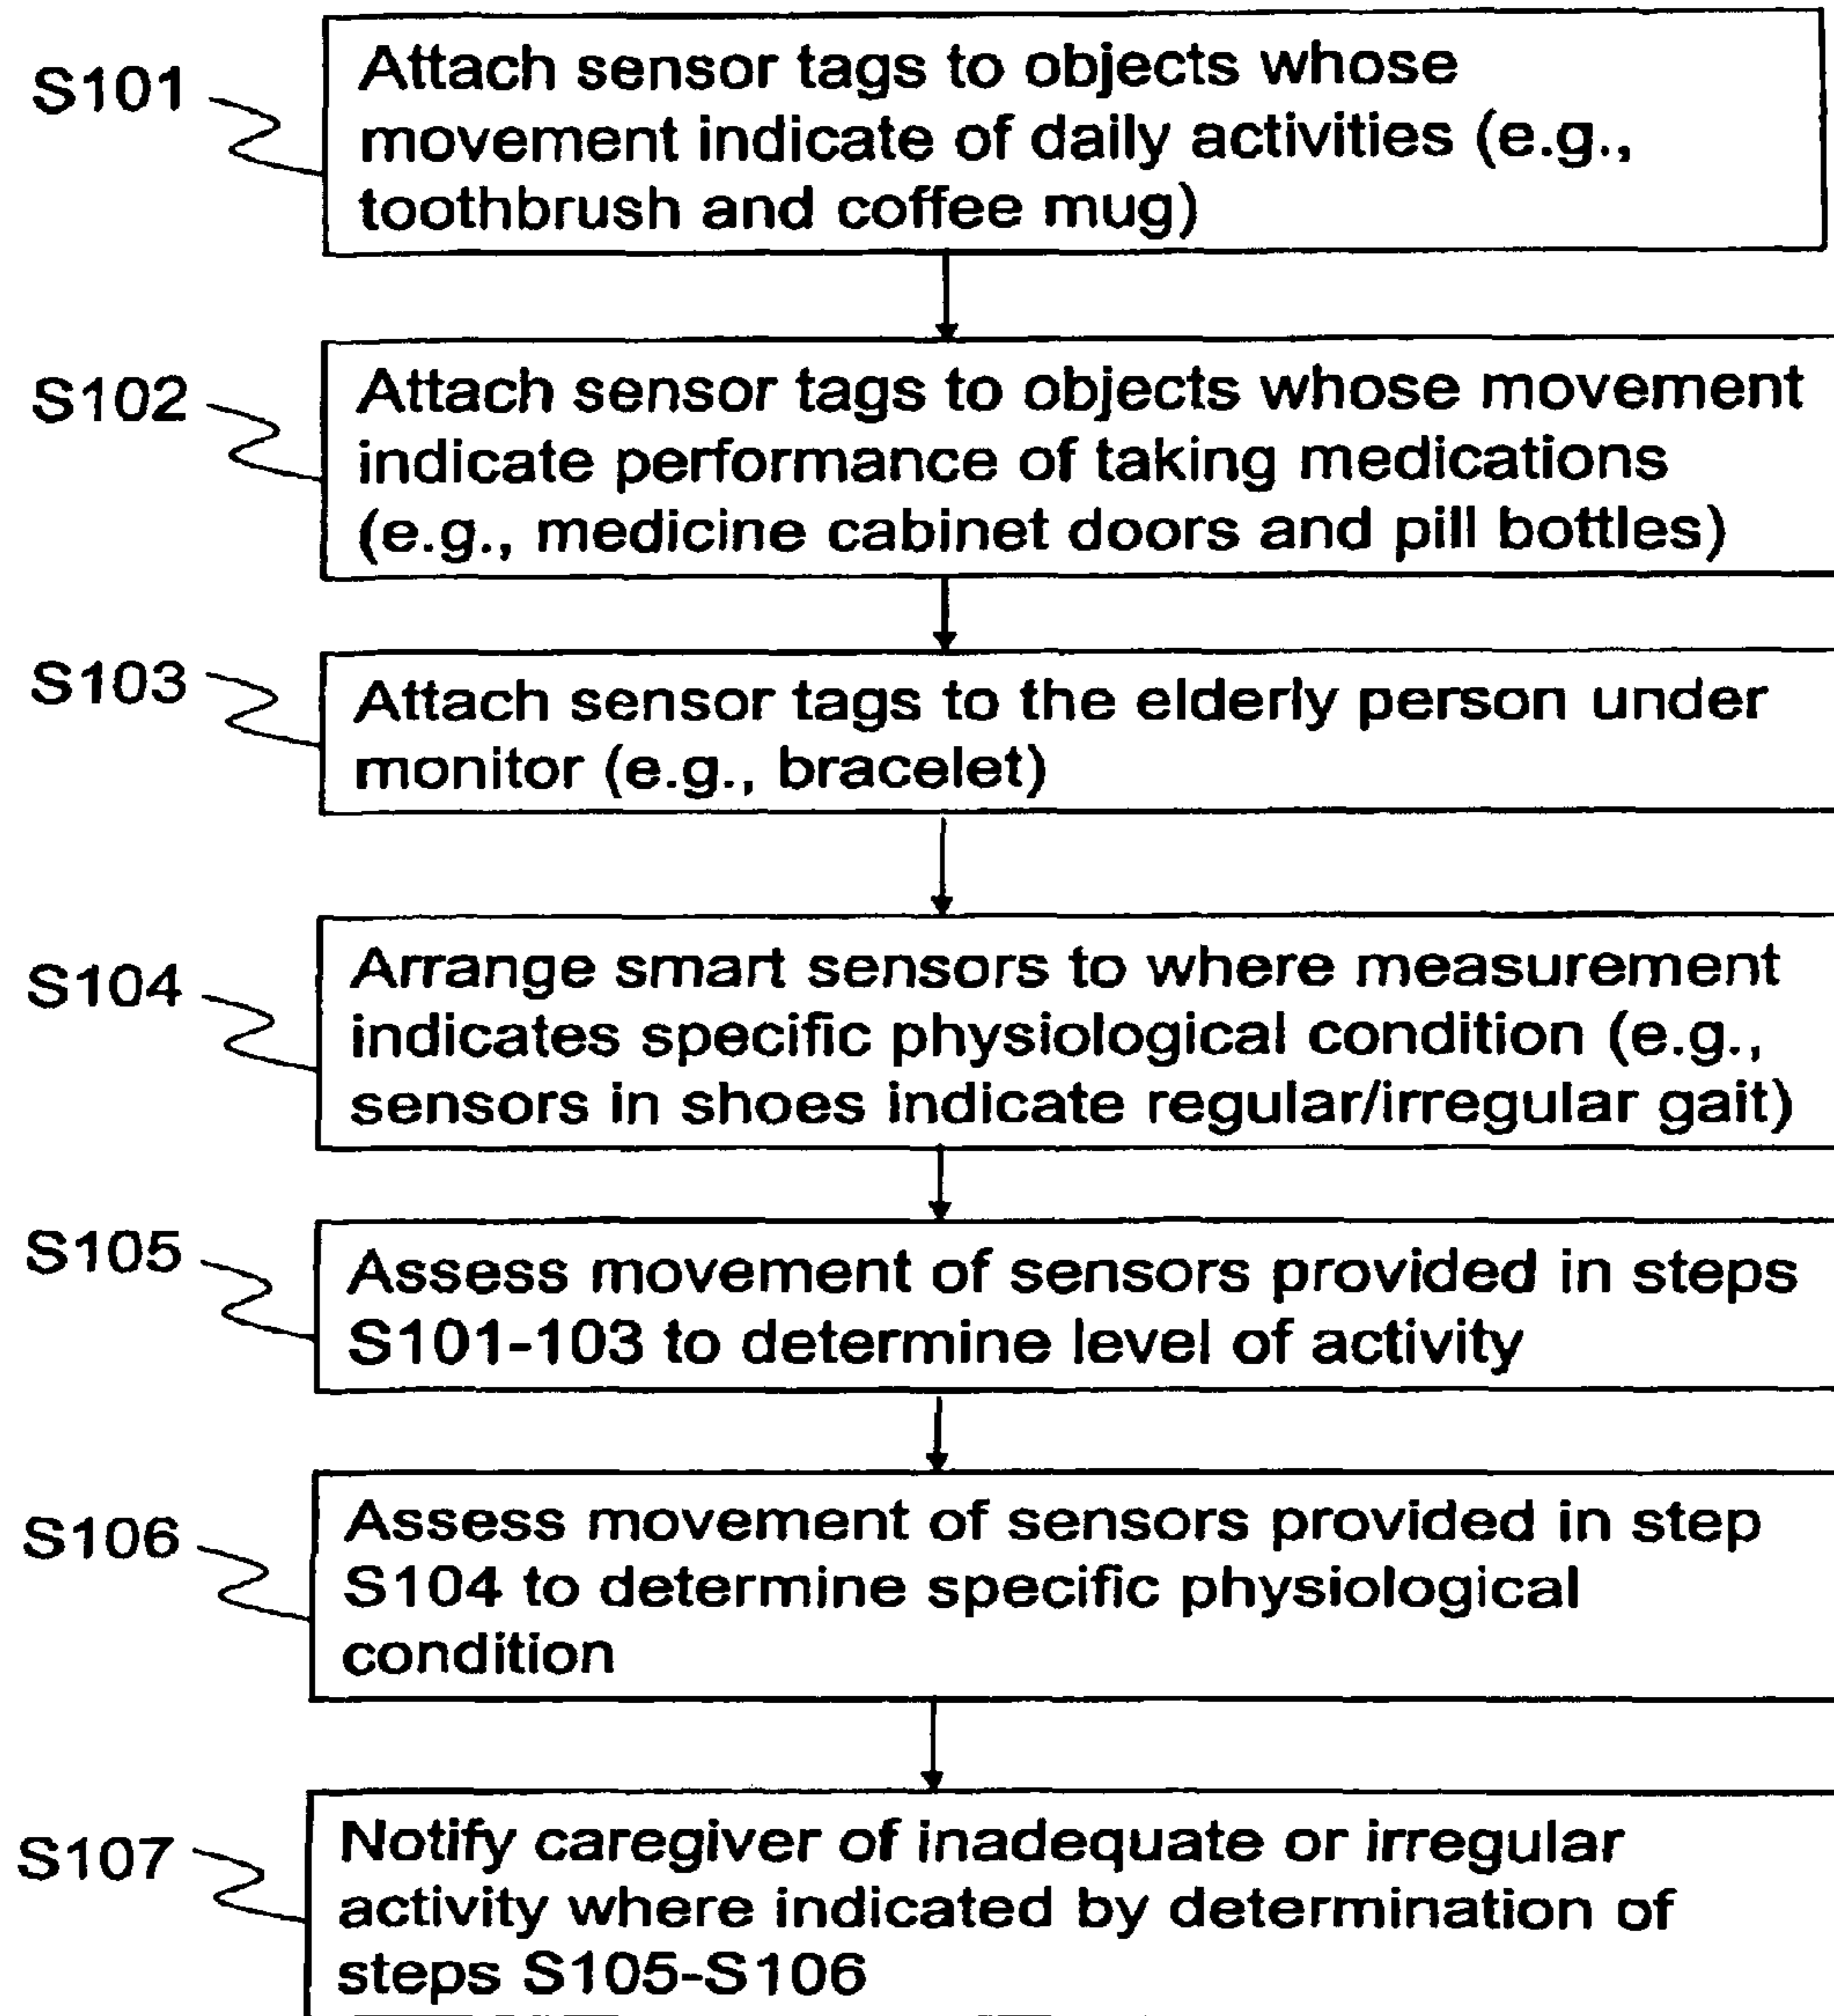 S101
Attach sensor tags to objects whose
movement indicate of daily activities (e.g.,
toothbrush and coffee mug)
S102
Attach sensor tags to objects whose movement
indicate performance of taking medications
(e.g., medicine cabinet doors and pill bottles)
S103
Attach sensor tags to the elderly person under
monitor (e.g., bracelet)
S104
Arrange smart sensors to where measurement
indicates specific physiological condition (e.g.,
sensors in shoes indicate regular/irregular gait)
S105
Assess movement of sensors provided in steps
S101-103 to determine level of activity
S106
Assess movement of sensors provided in step
S104 to determine specific physiological
condition
S107
Notify caregiver of inadequate or irregular
activity where indicated by determination of
steps S105-S106